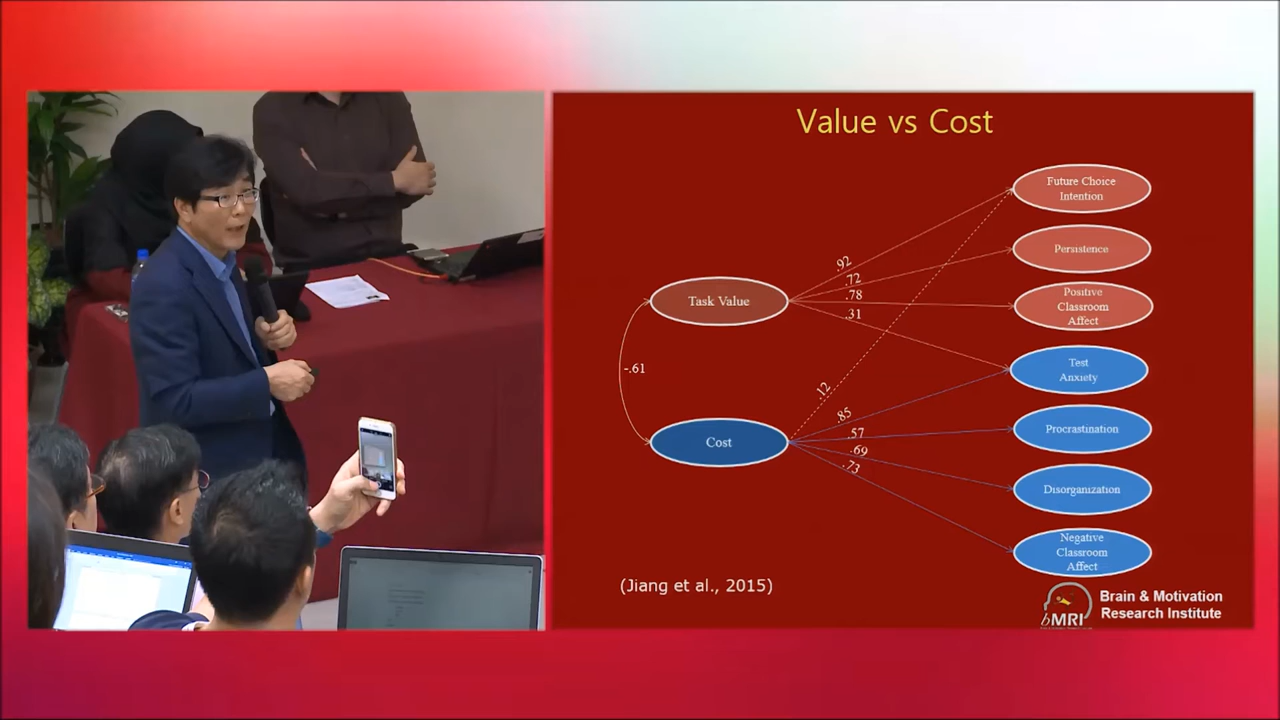 Value vs Cost
Future Choice
Intention
Persistence
.92
.72
.78
.31
Task Value
Positive
Classroom
Affect
-.61
Test
Anxiety
.12
.85
.57
.69
.73
Cost
Procrastination
Disorganization
Negative
Classroom
Affect
(Jiang et al., 2015)
bMRI
Brain & Motivation
Research Institute